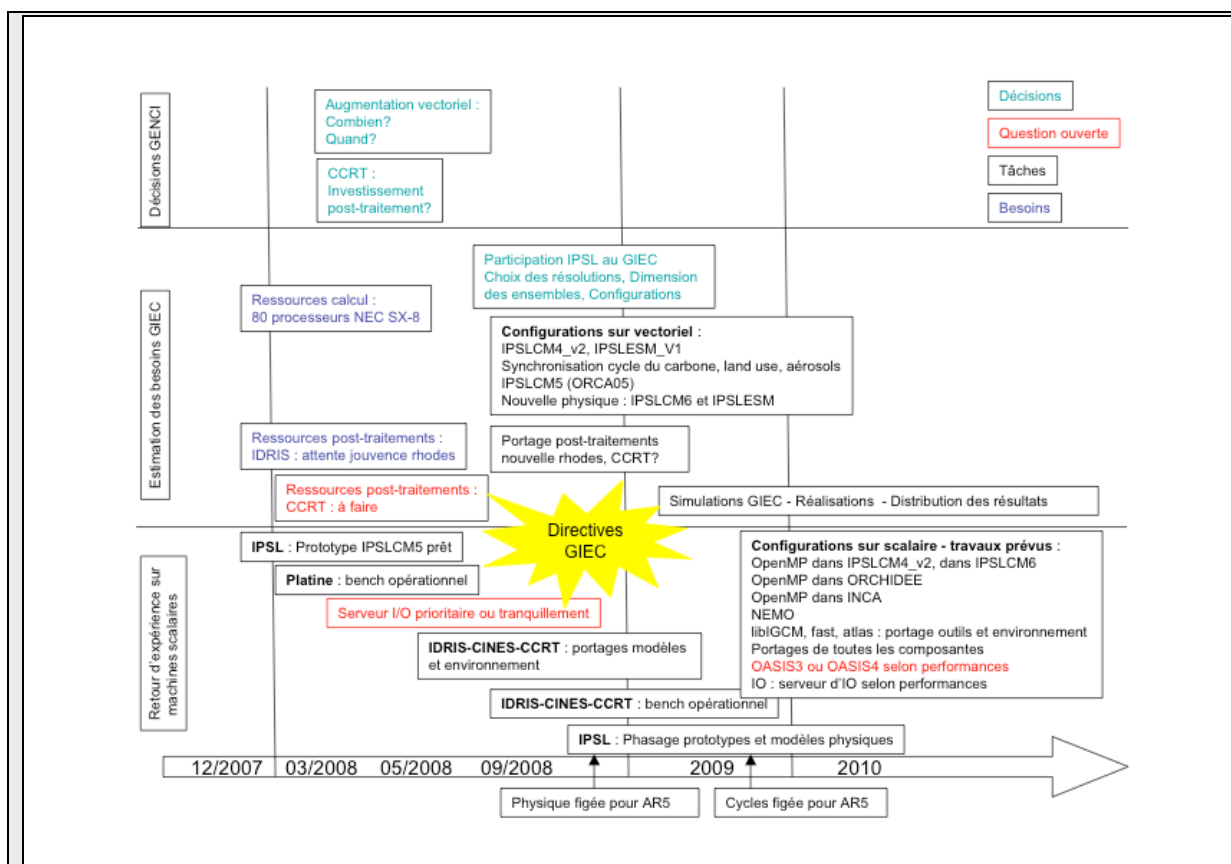 Décisions GENCI
Augmentation vectoriel :
Combien?
Quand?
CCRT :
Investissement
post-traitement?
Décisions
Question ouverte
Tâches
Besoins
Estimation des besoins GIEC
Participation IPSL au GIEC
Choix des résolutions, Dimension
des ensembles, Configurations
Ressources calcul :
80 processeurs NEC SX-8
Configurations sur vectoriel :
IPSLCM4_v2, IPSLESM_V1
Synchronisation cycle du carbone, land use, aérosols
IPSLCM5 (ORCA05)
Nouvelle physique : IPSLCM6 et IPSLESM
Ressources post-traitements :
IDRIS : attente jouvence rhodes
Portage post-traitements
nouvelle rhodes, CCRT?
Ressources post-traitements :
CCRT : à faire
Simulations GIEC - Réalisations - Distribution des résultats
Directives
GIEC
Retour d'expérience sur
machines scalaires
IPSL : Prototype IPSLCM5 prêt
Platine : bench opérationnel
Serveur I/O prioritaire ou tranquillement
IDRIS-CINES-CCRT : portages modèles
et environnement
IDRIS-CINES-CCRT : bench opérationnel
IPSL : Phasage prototypes et modèles physiques
Configurations sur scalaire - travaux prévus :
OpenMP dans IPSLCM4_v2, dans IPSLCM6
OpenMP dans ORCHIDEE
OpenMP dans INCA
NEMO
libIGCM, fast, atlas : portage outils et environnement
Portages de toutes les composantes
OASIS3 ou OASIS4 selon performances
IO : serveur d'IO selon performances
12/2007 03/2008 05/2008 09/2008 2009 2010
Physique figée pour AR5
Cycles figée pour AR5